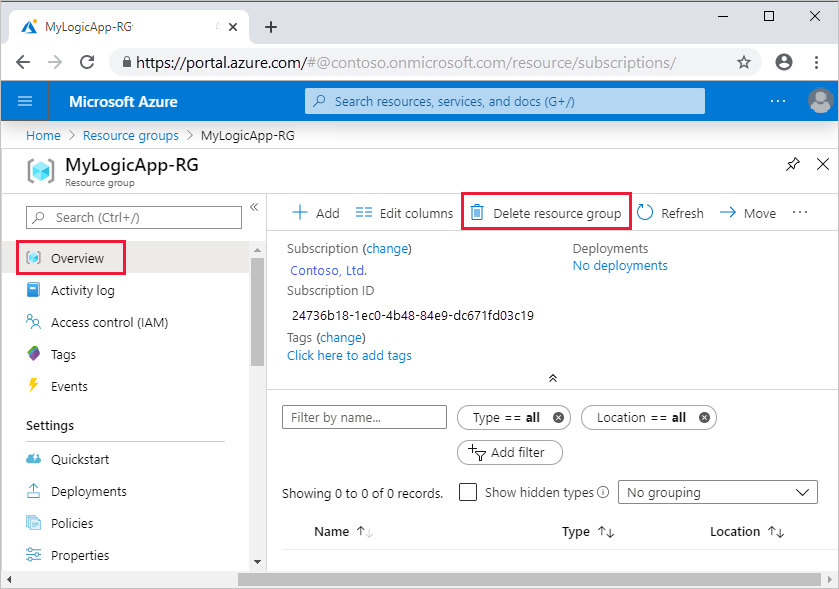 MyLogicApp-RG
https://portal.azure.com/#@contoso.onmicrosoft.com/resource/subscriptions/
Microsoft Azure
Search resources, services, and docs (G+/)
Home > Resource groups > MyLogicApp-RG
MyLogicApp-RG
Resource group
Search (Ctrl+/)
Overview
Activity log
Access control (IAM)
Tags
Events
Settings
Quickstart
Deployments
Policies
Properties
Add Edit columns Delete resource group Refresh Move ...
Subscription (change)
Contoso, Ltd.
Subscription ID
24736b18-1ec0-4b48-84e9-dc671fd03c19
Tags (change)
Click here to add tags
Deployments
No deployments
Filter by name... Type == all Location == all
Add filter
Showing 0 to 0 of 0 records. Show hidden types No grouping
Name Type Location